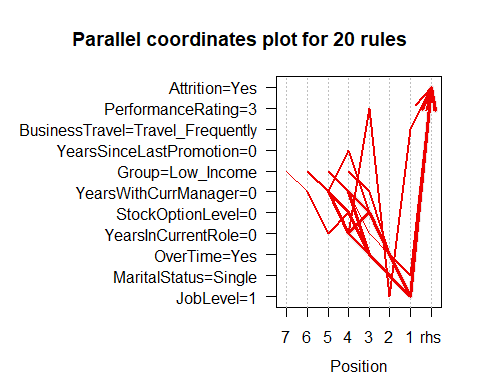 Parallel coordinates plot for 20 rules
Attrition=Yes
PerformanceRating=3
BusinessTravel=Travel_Frequently
YearsSinceLastPromotion=0
Group=Low_Income
YearsWithCurrManager=0
StockOptionLevel=0
YearsInCurrentRole=0
OverTime=Yes
MaritalStatus=Single
JobLevel=1
7 6 5 4 3 2 1 rhs
Position